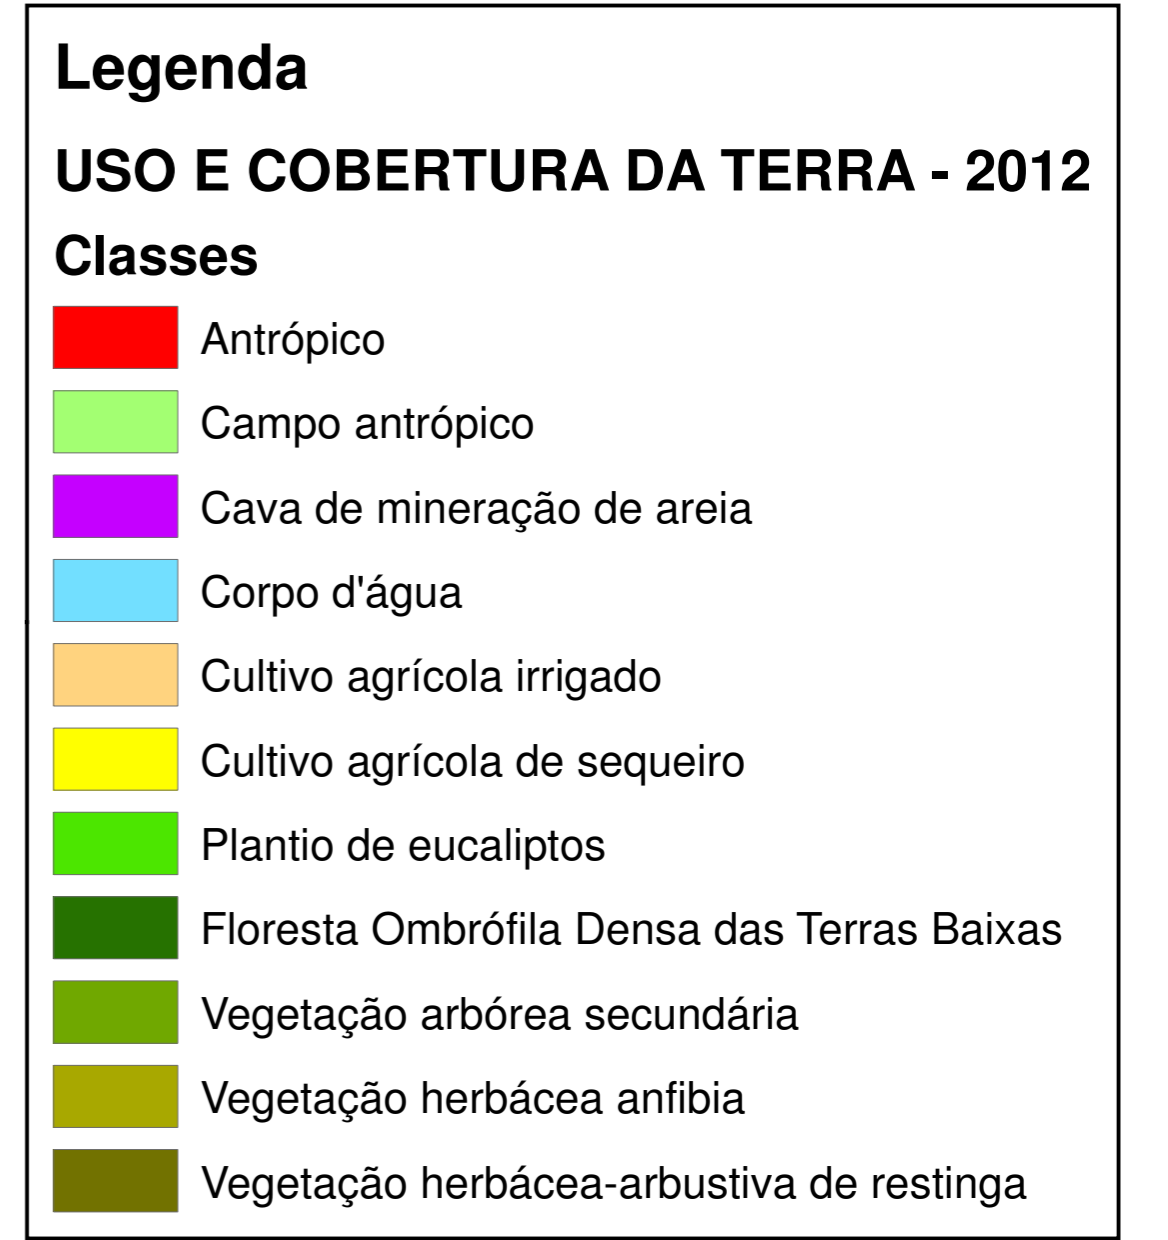 Legenda
USO E COBERTURA DA TERRA - 2012
Classes
Antrópico
Campo antrópico
Cava de mineração de areia
Corpo d'água
Cultivo agrícola irrigado
Cultivo agrícola de sequeiro
Plantio de eucaliptos
Floresta Ombrófila Densa das Terras Baixas
Vegetação arbórea secundária
Vegetação herbácea anfibia
Vegetação herbácea-arbustiva de restinga